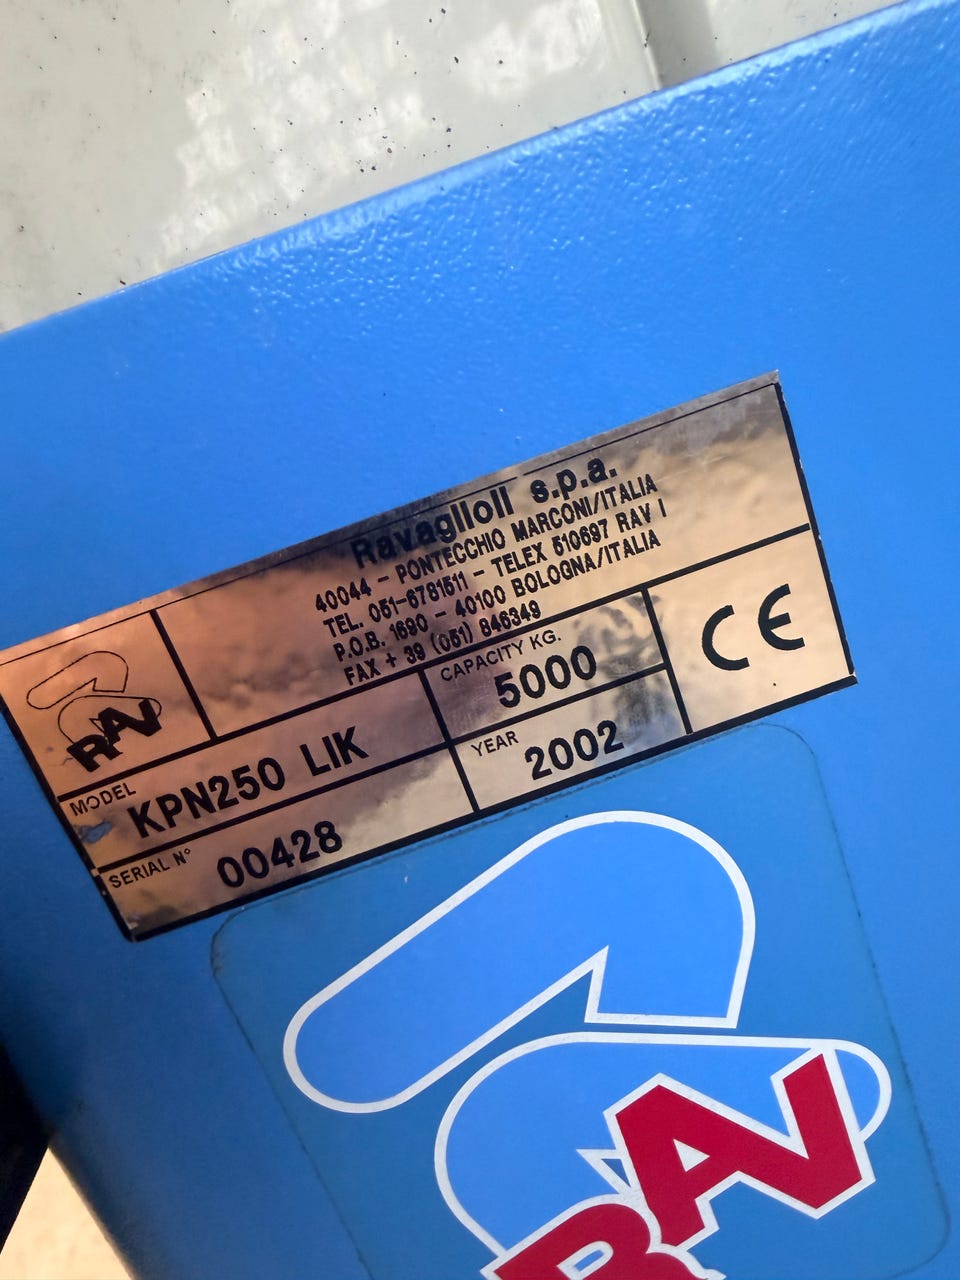 Ravaglioli s.p.a.
40044 - PONTECCHIO MARCONI/ITALIA
TEL. 051-6781511 - TELEX 510697 RAV I
P.O.B. 1690 - 40100 BOLOGNA/ITALIA
FAX + 39 (051) 846349
RAV
CAPACITY KG.
5000
CE
MODEL
KPN250 LIK
YEAR
2002
SERIAL N°
00428
RAV